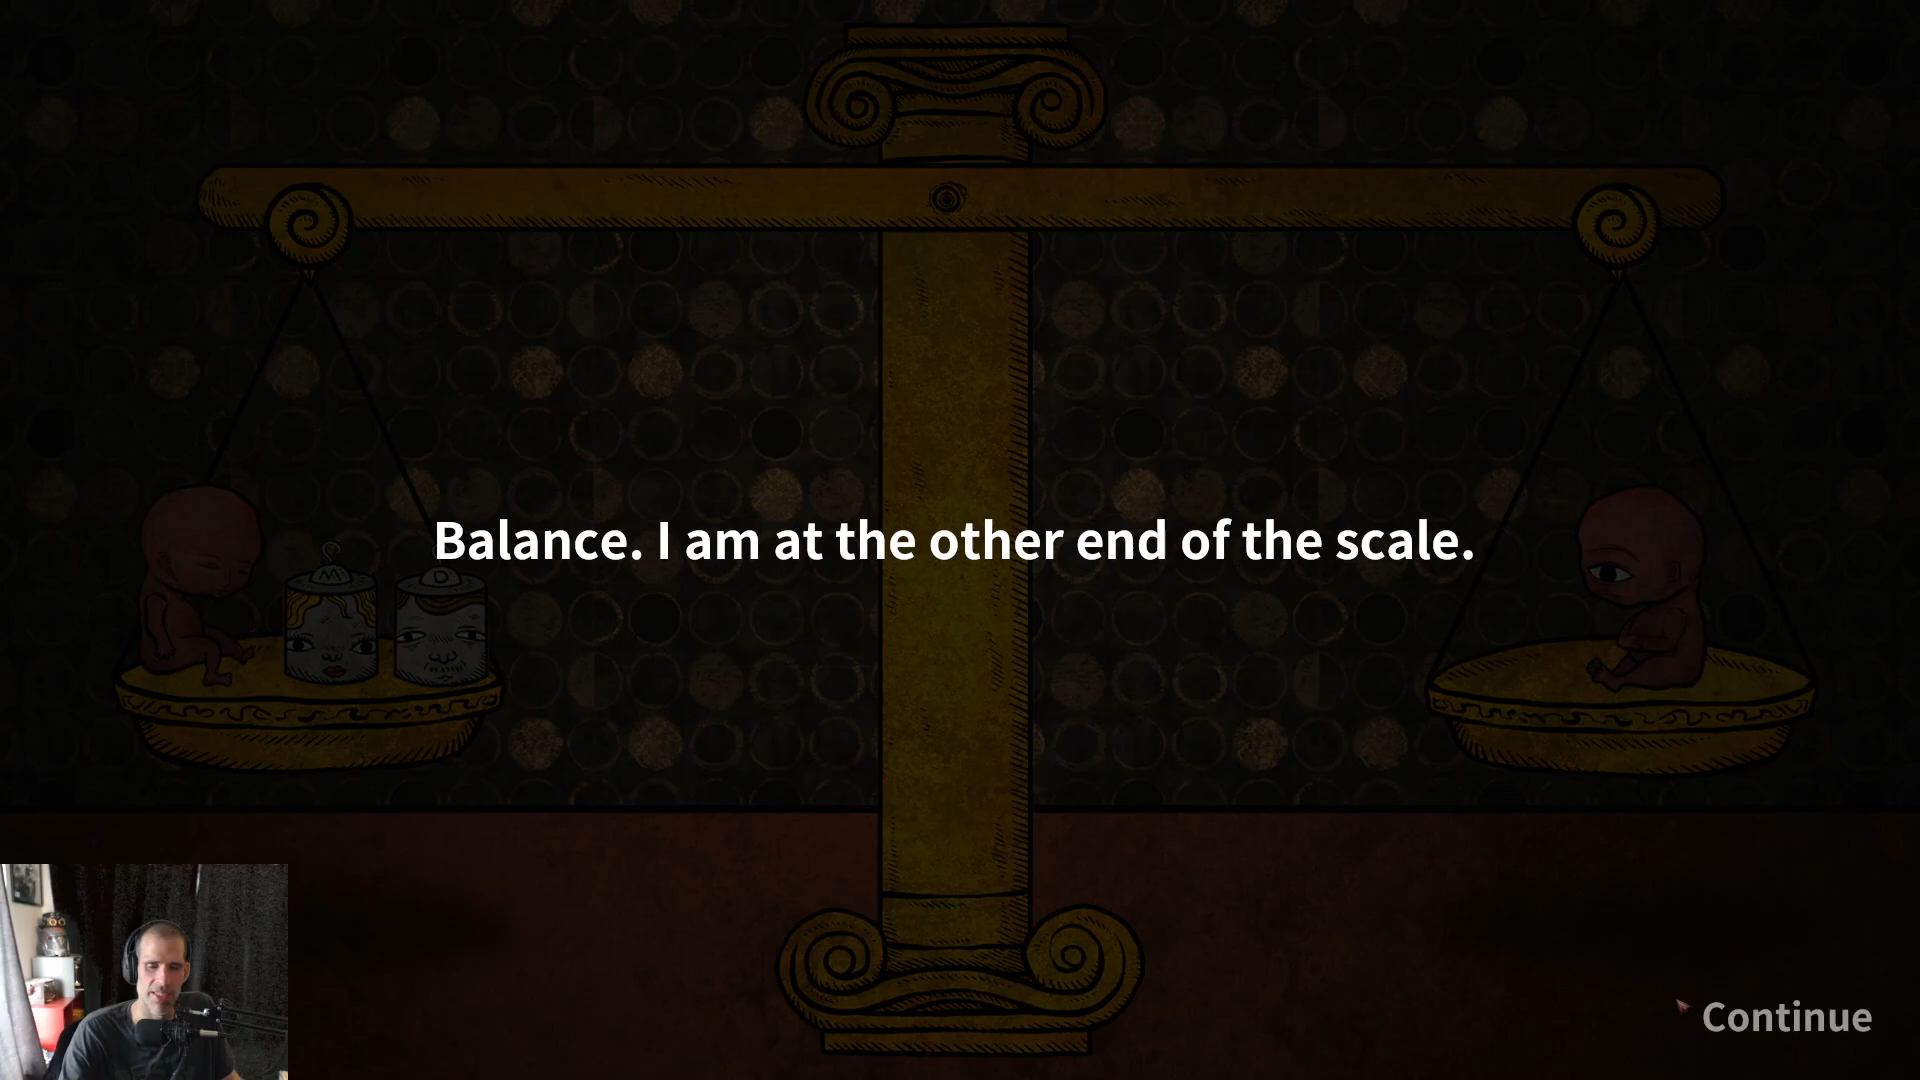 Balance. I am at the other end of the scale.
M D
Continue